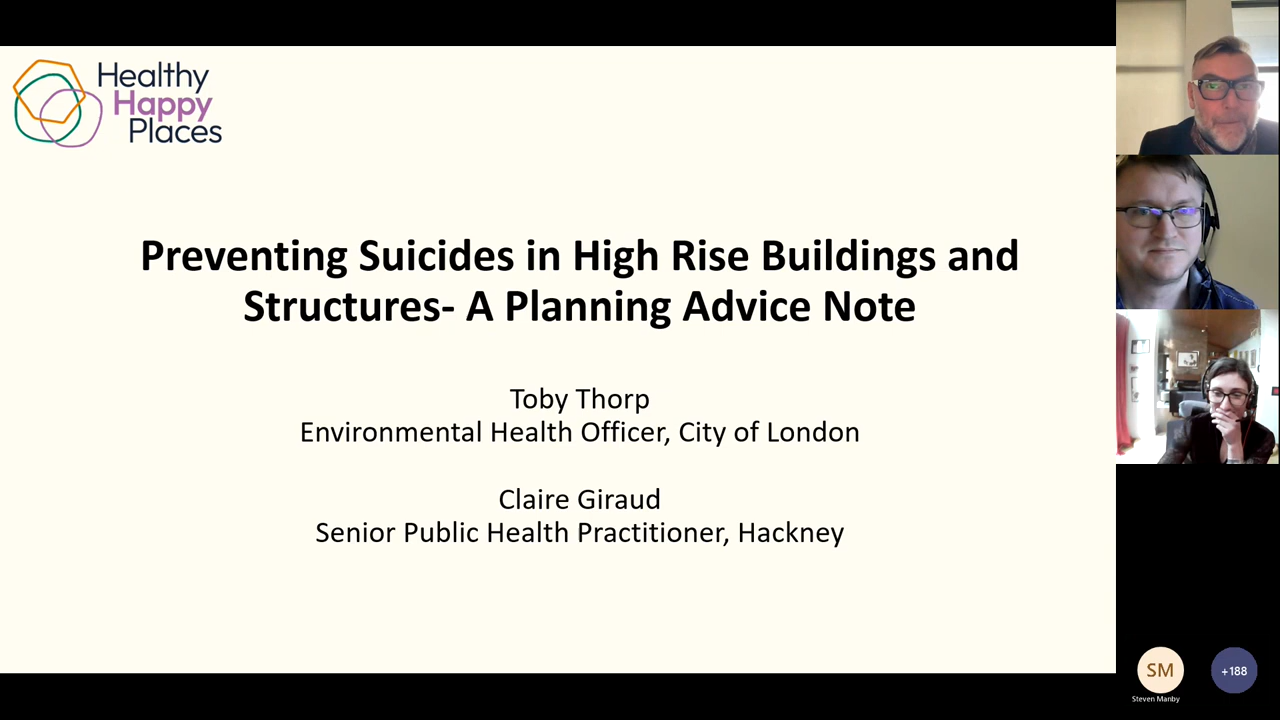 Healthy
Happy
Places
Preventing Suicides in High Rise Buildings and
Structures- A Planning Advice Note
Toby Thorp
Environmental Health Officer, City of London
Claire Giraud
Senior Public Health Practitioner, Hackney
SM
+188
Steven Manby